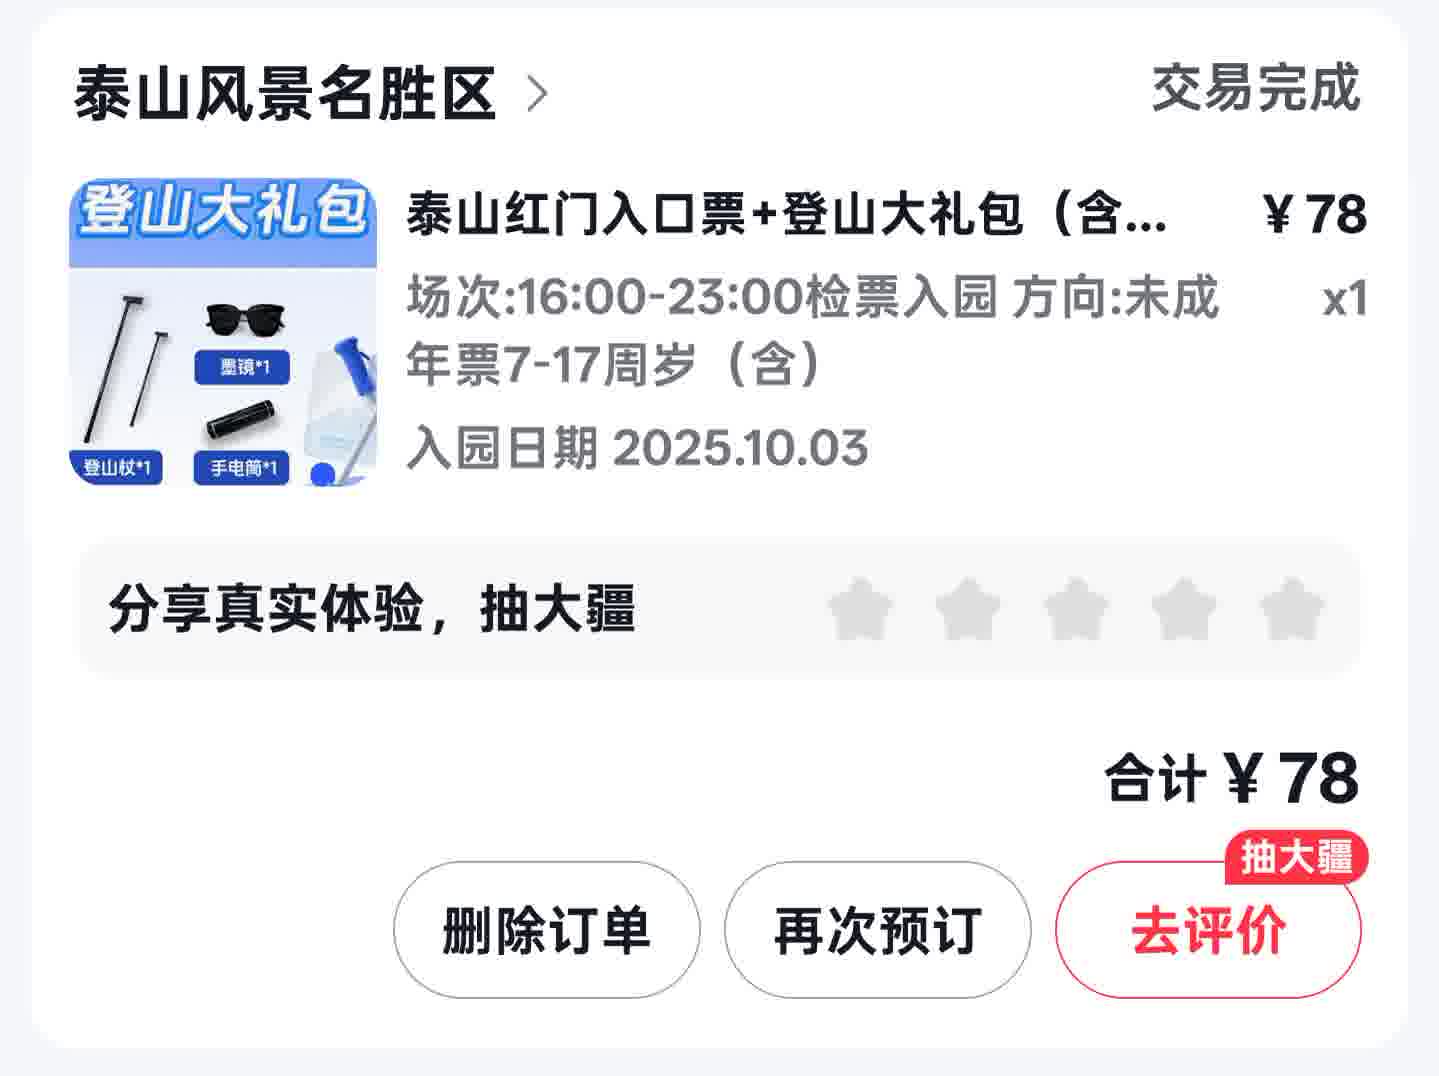 泰山风景名胜区
交易完成
登山大礼包
墨镜*1
登山杖*1
手电筒*1
泰山红门入口票+登山大礼包（含...
¥78
场次:16:00-23:00检票入园 方向:未成
x1
年票7-17周岁（含）
入园日期 2025.10.03
分享真实体验，抽大疆
合计 ¥78
抽大疆
删除订单
再次预订
去评价